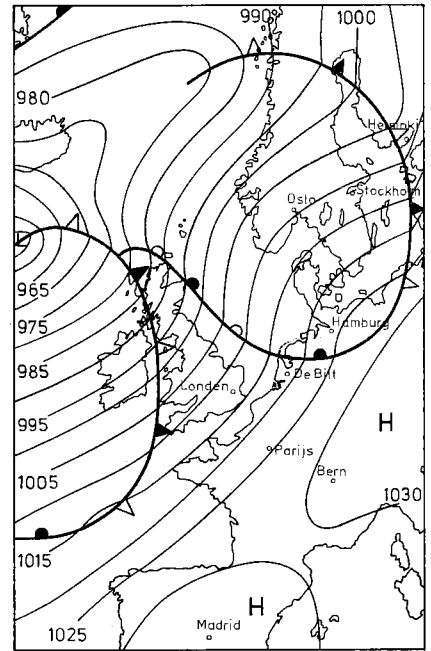 990
1000
980
Helsinki
Stockholm
Oslo
965
975
Hamburg
985
De Bilt
Londen
995
H
Parijs
Bern
1005
1030
1015
H
Madrid
1025